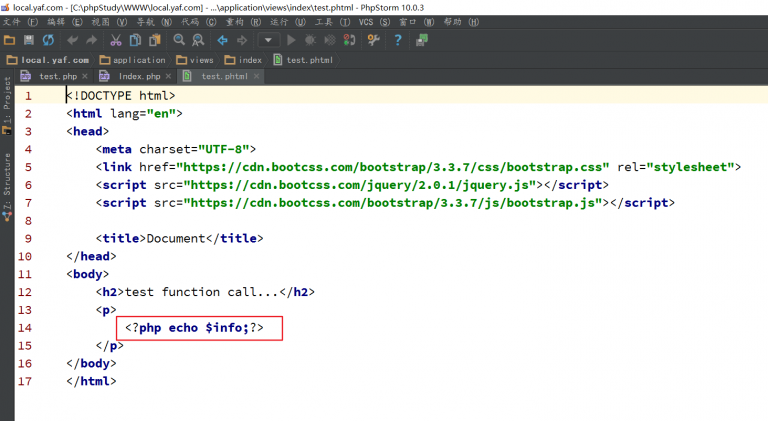 local.yaf.com - [C:\phpStudy\WWW\local.yaf.com] - ...\application\views\index\test.phtml - PhpStorm 10.0.3
文件 (F) 编辑 (E) 视图 (V) 导航 (N) 代码 (C) 重构 (R) 运行 (U) 工具 (T) VCS (S) 窗口 (W) 帮助 (H)
local.yaf.com application views index test.phtml
test.php Index.php test.phtml
1: Project
Z: Structure
1 <!DOCTYPE html>
2 <html lang="en">
3 <head>
4 <meta charset="UTF-8">
5 <link href="https://cdn.bootcss.com/bootstrap/3.3.7/css/bootstrap.css" rel="stylesheet">
6 <script src="https://cdn.bootcss.com/jquery/2.0.1/jquery.js"></script>
7 <script src="https://cdn.bootcss.com/bootstrap/3.3.7/js/bootstrap.js"></script>
8
9 <title>Document</title>
10 </head>
11 <body>
12 <h2>test function call...</h2>
13 <p>
14 <?php echo $info;?>
15 </p>
16 </body>
17 </html>